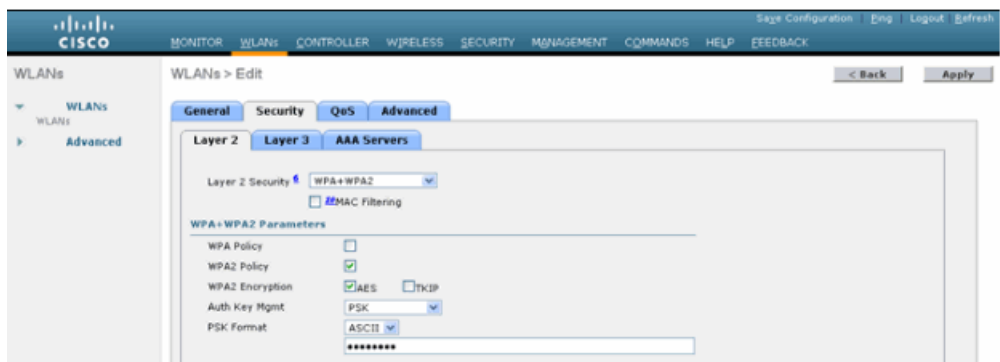 Save Configuration | Ping | Logout Refresh
CISCO
MONITOR WLANs CONTROLLER WIRELESS SECURITY MANAGEMENT COMMANDS HELP FEEDBACK
WLANs
WLANs > Edit
< Back
Apply
WLANs
WLANs
Advanced
General Security QoS Advanced
Layer 2 Layer 3 AAA Servers
Layer 2 Security WPA+WPA2
MAC Filtering
WPA+WPA2 Parameters
WPA Policy
WPA2 Policy
WPA2 Encryption AES TKIP
Auth Key Mgmt PSK
PSK Format ASCII
••••••••